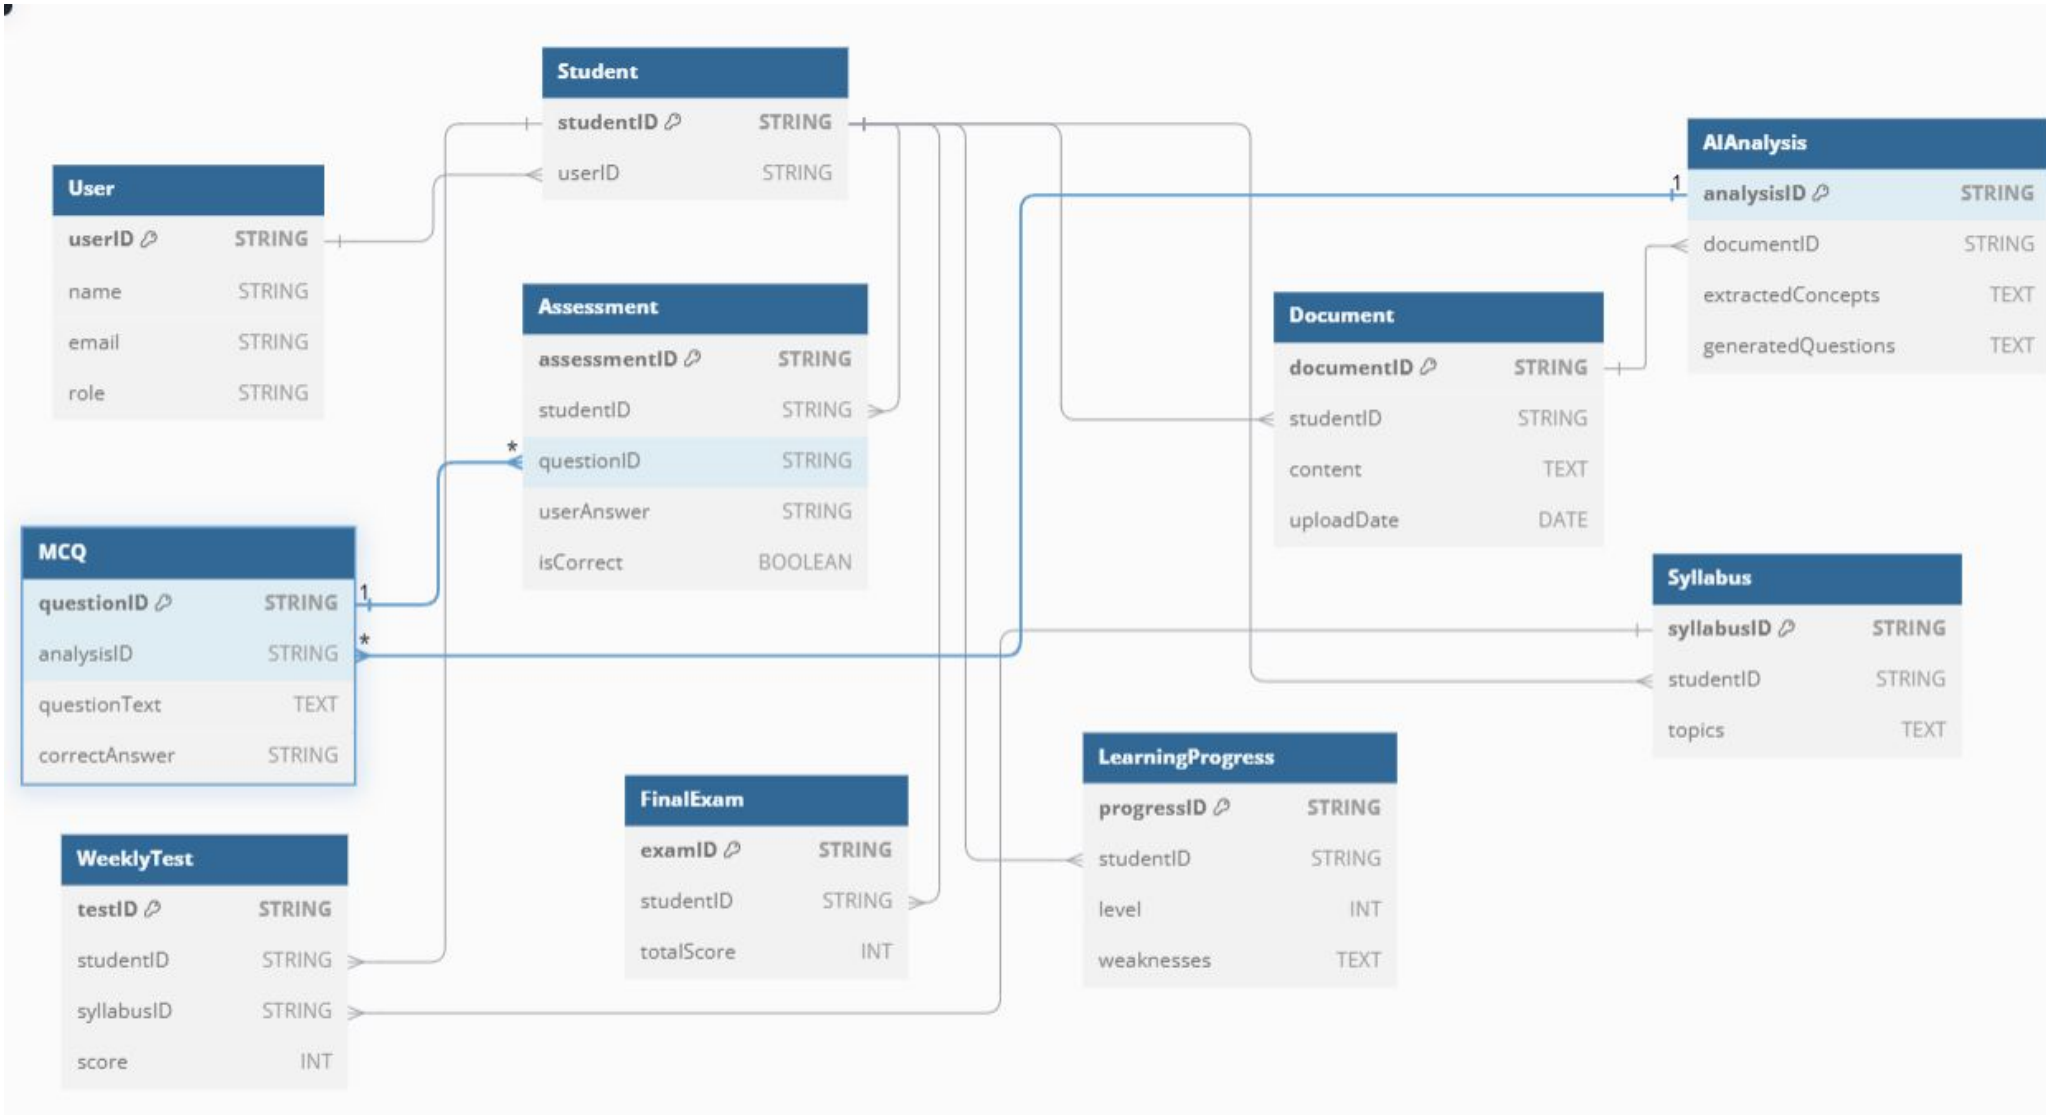 Student
studentID STRING
userID STRING
User
userID STRING
name STRING
email STRING
role STRING
Assessment
assessmentID STRING
studentID STRING
* questionID STRING
userAnswer STRING
isCorrect BOOLEAN
AIAnalysis
1 analysisID STRING
documentID STRING
extractedConcepts TEXT
generatedQuestions TEXT
Document
documentID STRING
studentID STRING
content TEXT
uploadDate DATE
MCQ
questionID STRING 1
analysisID STRING *
questionText TEXT
correctAnswer STRING
Syllabus
syllabusID STRING
studentID STRING
topics TEXT
LearningProgress
progressID STRING
studentID STRING
level INT
weaknesses TEXT
FinalExam
examID STRING
studentID STRING
totalScore INT
WeeklyTest
testID STRING
studentID STRING
syllabusID STRING
score INT